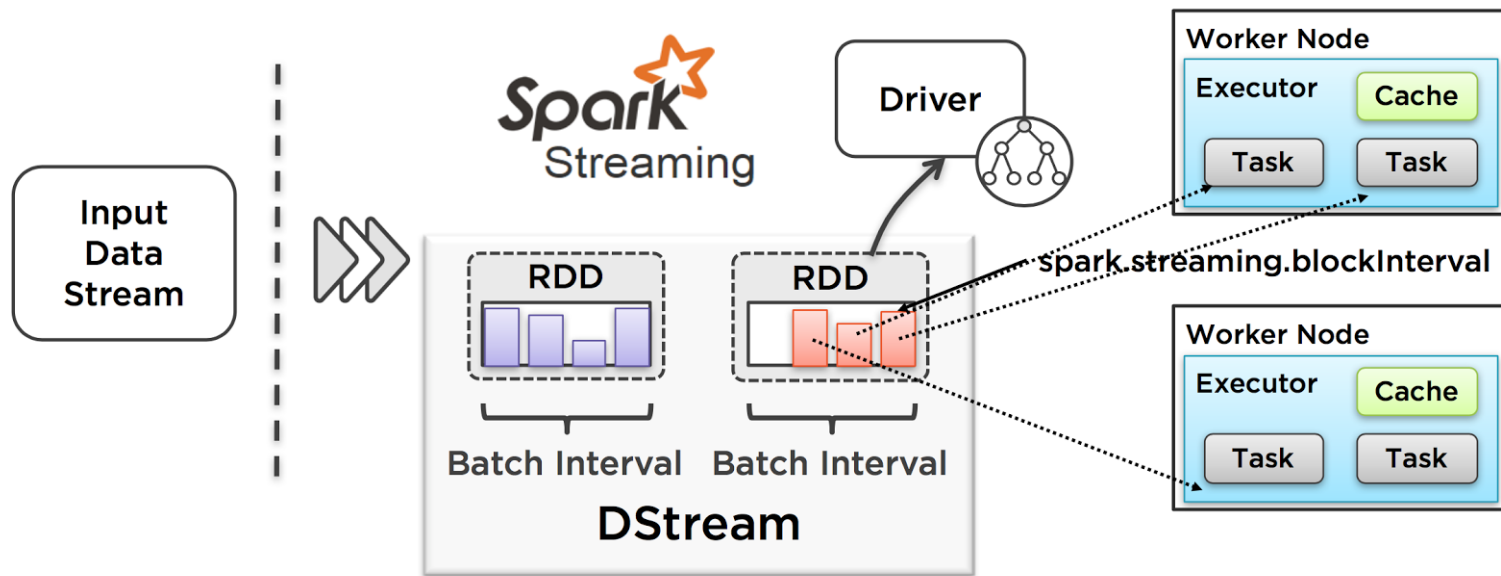 Input
Data
Stream
Spark
Streaming
Driver
RDD
RDD
Batch Interval
Batch Interval
DStream
spark.streaming.blockInterval
Worker Node
Executor
Cache
Task
Task
Worker Node
Executor
Cache
Task
Task